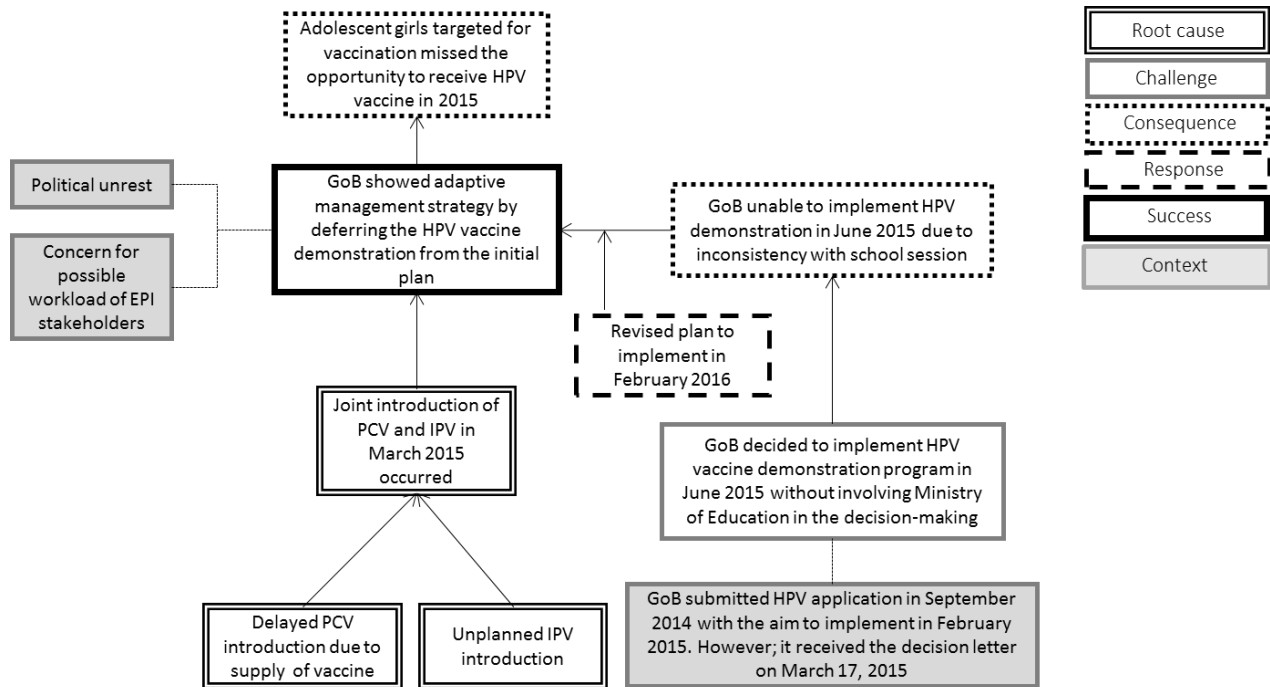 Adolescent girls targeted for
vaccination missed the
opportunity to receive HPV
vaccine in 2015
Root cause
Challenge
Consequence
Response
Success
Context
Political unrest
Concern for
possible
workload of EPI
stakeholders
GoB showed adaptive
management strategy by
deferring the HPV vaccine
demonstration from the initial
plan
GoB unable to implement HPV
demonstration in June 2015 due to
inconsistency with school session
Revised plan to
implement in
February 2016
Joint introduction of
PCV and IPV in
March 2015
occurred
GoB decided to implement HPV
vaccine demonstration program in
June 2015 without involving Ministry
of Education in the decision-making
Delayed PCV
introduction due to
supply of vaccine
Unplanned IPV
introduction
GoB submitted HPV application in September
2014 with the aim to implement in February
2015. However; it received the decision letter
on March 17, 2015